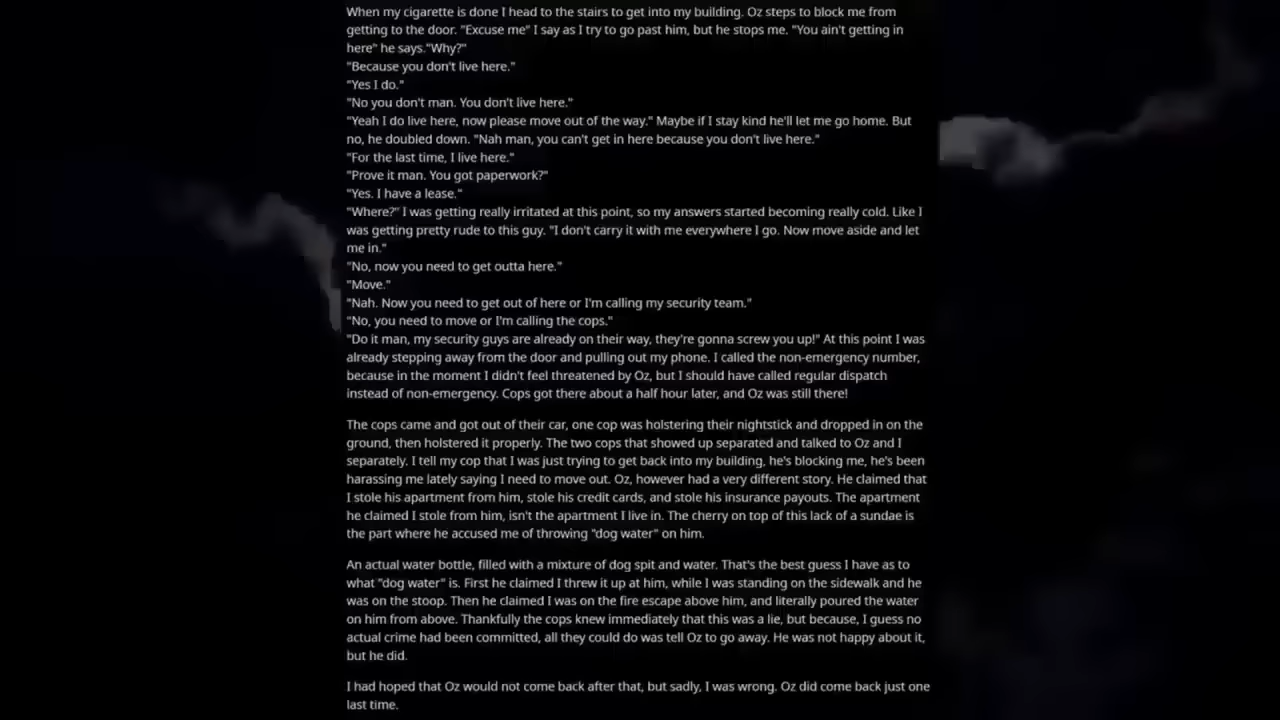 When my cigarette is done I head to the stairs to get into my building. Oz steps to block me from
getting to the door. "Excuse me" I say as I try to go past him, but he stops me. "You ain't getting in
here" he says."Why?"
"Because you don't live here."
"Yes I do."
"No you don't man. You don't live here."
"Yeah I do live here, now please move out of the way." Maybe if I stay kind he'll let me go home. But
no, he doubled down. "Nah man, you can't get in here because you don't live here."
"For the last time, I live here."
"Prove it man. You got paperwork?"
"Yes. I have a lease."
"Where?" I was getting really irritated at this point, so my answers started becoming really cold. Like I
was getting pretty rude to this guy. "I don't carry it with me everywhere I go. Now move aside and let
me in."
"No, now you need to get outta here."
"Move."
"Nah. Now you need to get out of here or I'm calling my security team."
"No, you need to move or I'm calling the cops."
"Do it man, my security guys are already on their way, they're gonna screw you up!" At this point I was
already stepping away from the door and pulling out my phone. I called the non-emergency number,
because in the moment I didn't feel threatened by Oz, but I should have called regular dispatch
instead of non-emergency. Cops got there about a half hour later, and Oz was still there!
The cops came and got out of their car, one cop was holstering their nightstick and dropped in on the
ground, then holstered it properly. The two cops that showed up separated and talked to Oz and I
separately. I tell my cop that I was just trying to get back into my building, he's blocking me, he's been
harassing me lately saying I need to move out. Oz, however had a very different story. He claimed that
I stole his apartment from him, stole his credit cards, and stole his insurance payouts. The apartment
he claimed I stole from him, isn't the apartment I live in. The cherry on top of this lack of a sundae is
the part where he accused me of throwing "dog water" on him.
An actual water bottle, filled with a mixture of dog spit and water. That's the best guess I have as to
what "dog water" is. First he claimed I threw it up at him, while I was standing on the sidewalk and he
was on the stoop. Then he claimed I was on the fire escape above him, and literally poured the water
on him from above. Thankfully the cops knew immediately that this was a lie, but because, I guess no
actual crime had been committed, all they could do was tell Oz to go away. He was not happy about it,
but he did.
I had hoped that Oz would not come back after that, but sadly, I was wrong. Oz did come back just one
last time.